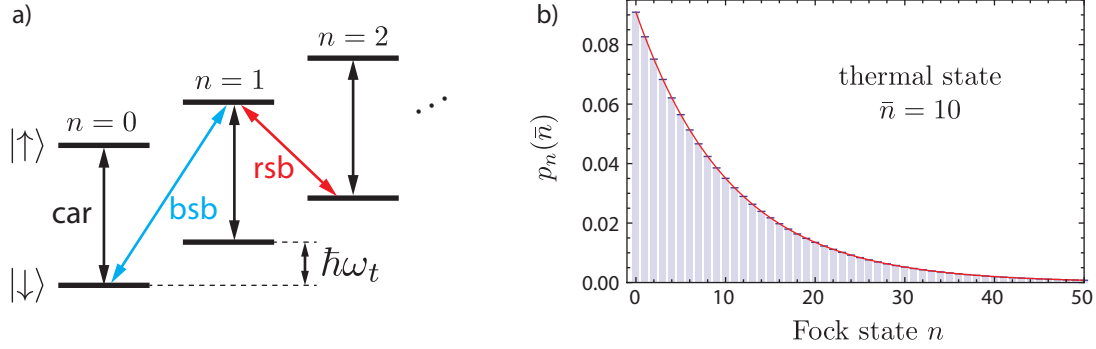 a)
n = 2
n = 1
n = 0
|↑⟩
car
bsb
rsb
|↓⟩
ℏω_t
b)
p_n(n̄)
0.08
0.06
0.04
0.02
0.00
thermal state
n̄ = 10
0 10 20 30 40 50
Fock state n